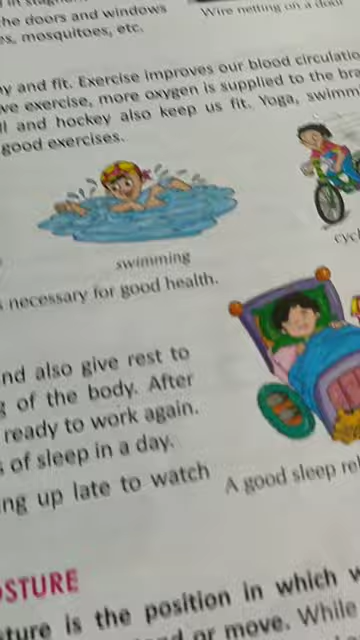 the doors and windows
es, mosquitoes, etc.
Wire netting on a door
y and fit. Exercise improves our blood circulatio
ve exercise, more oxygen is supplied to the bra
ll and hockey also keep us fit. Yoga, swimm
good exercises.
swimming
cycl
s necessary for good health.
nd also give rest to
g of the body. After
ready to work again.
s of sleep in a day.
ng up late to watch
A good sleep rel
OSTURE
ture is the position in which w
or move. While